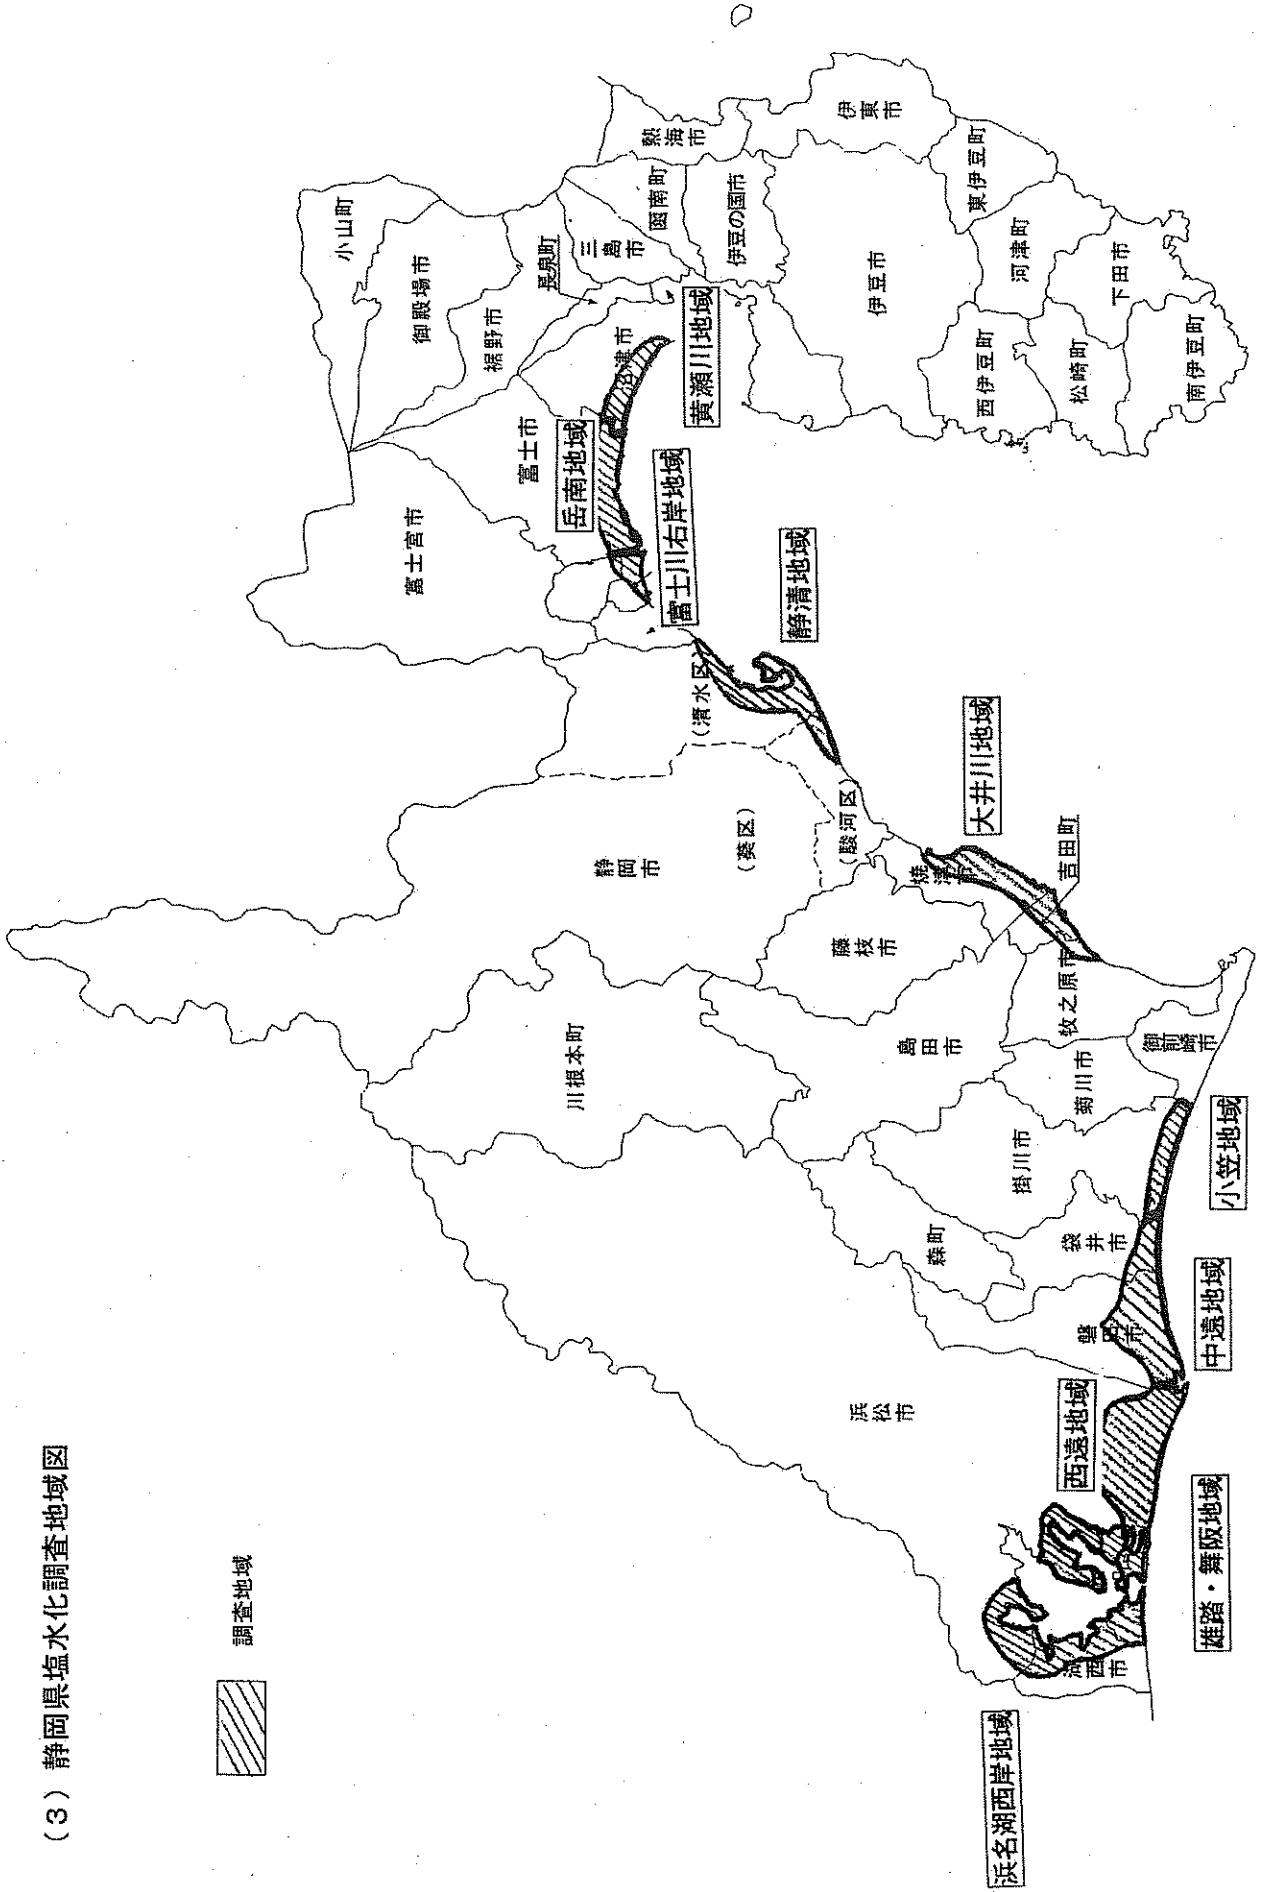 (3) 静岡県塩水化調査地域図
調査地域
小山町
御殿場市
裾野市
長泉町
三島市
函南町
熱海市
伊豆の国市
伊東市
伊豆市
東伊豆町
河津町
下田市
西伊豆町
松崎町
南伊豆町
沼津市
黄瀬川地域
富士市
岳南地域
富士宮市
富士川右岸地域
静清地域
(清水区)
(葵区)
(駿河区)
静岡市
大井川地域
焼津市
吉田町
藤枝市
川根本町
島田市
牧之原市
御前崎市
菊川市
掛川市
小笠地域
森町
袋井市
磐田市
中遠地域
浜松市
西遠地域
雄踏・舞阪地域
湖西市
浜名湖西岸地域